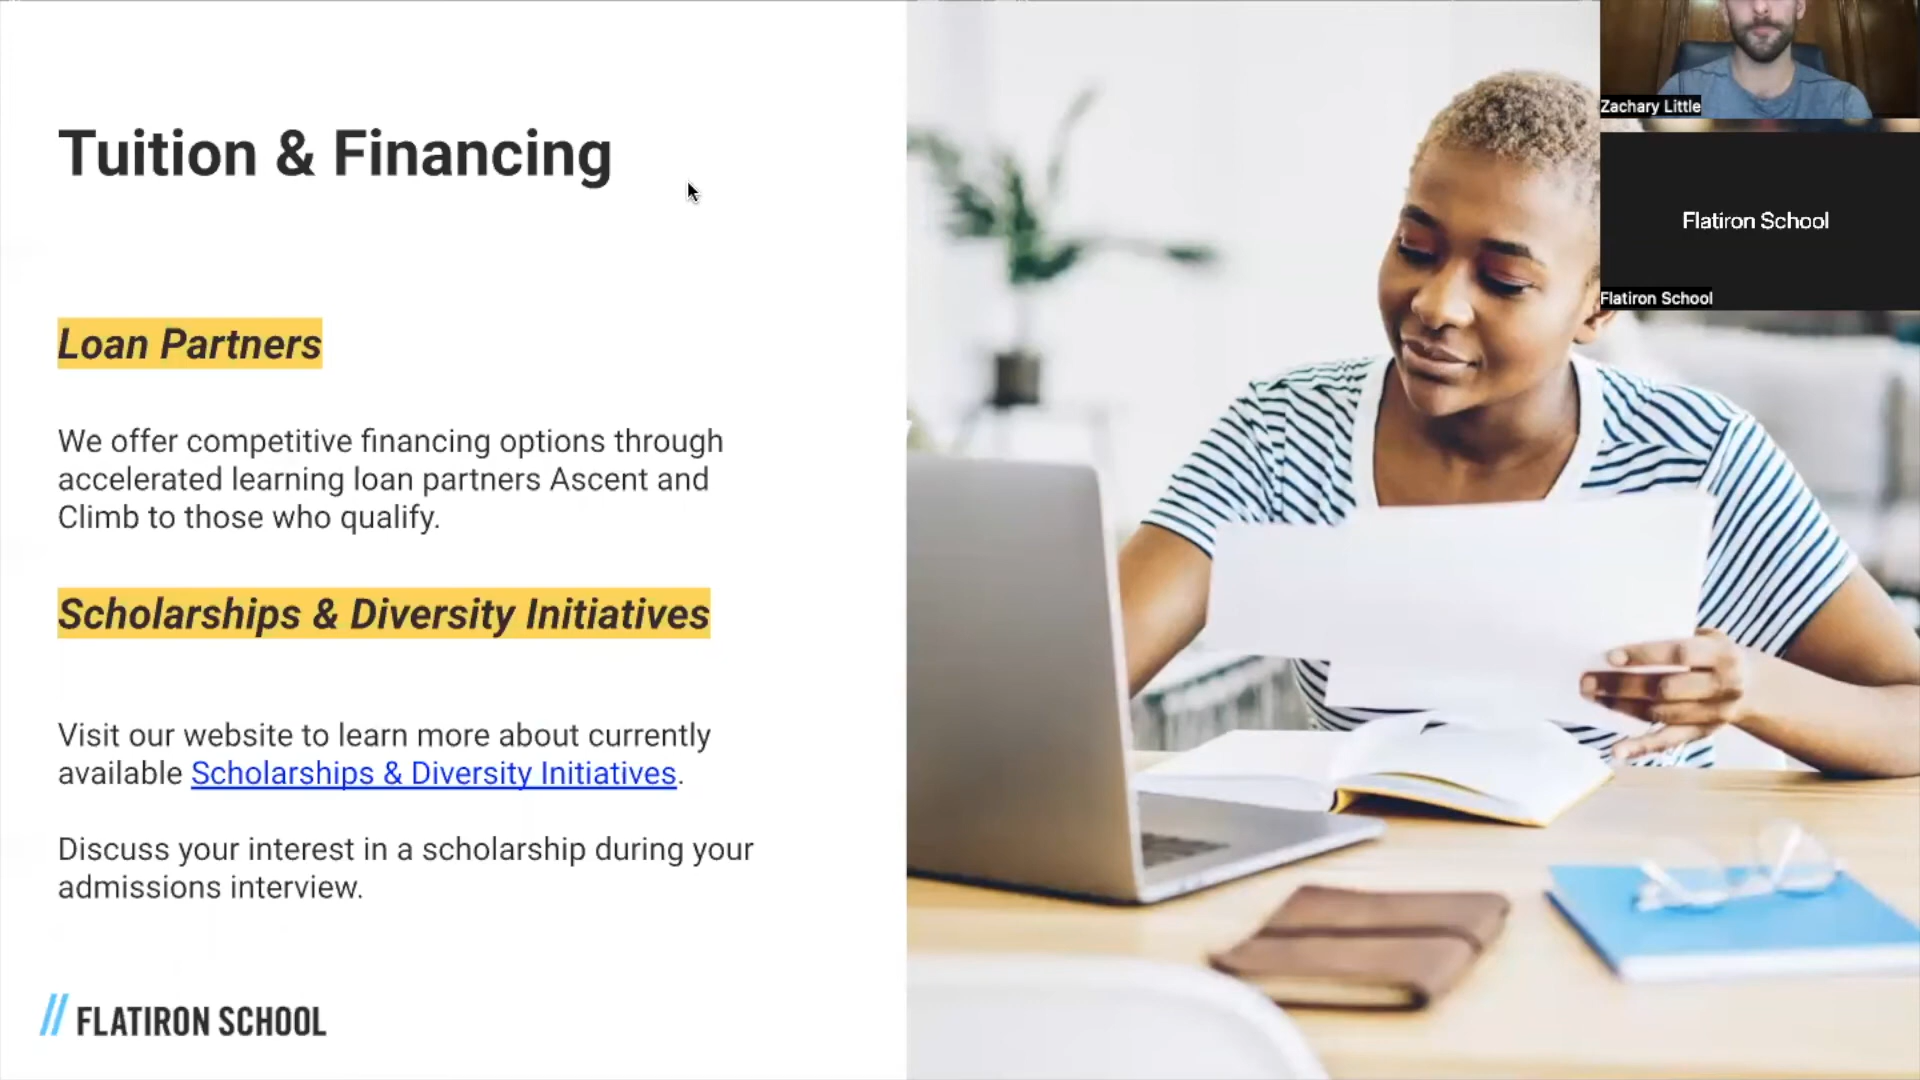 Tuition & Financing
Loan Partners
We offer competitive financing options through
accelerated learning loan partners Ascent and
Climb to those who qualify.
Scholarships & Diversity Initiatives
Visit our website to learn more about currently
available Scholarships & Diversity Initiatives.
Discuss your interest in a scholarship during your
admissions interview.
// FLATIRON SCHOOL
Zachary Little
Flatiron School
Flatiron School